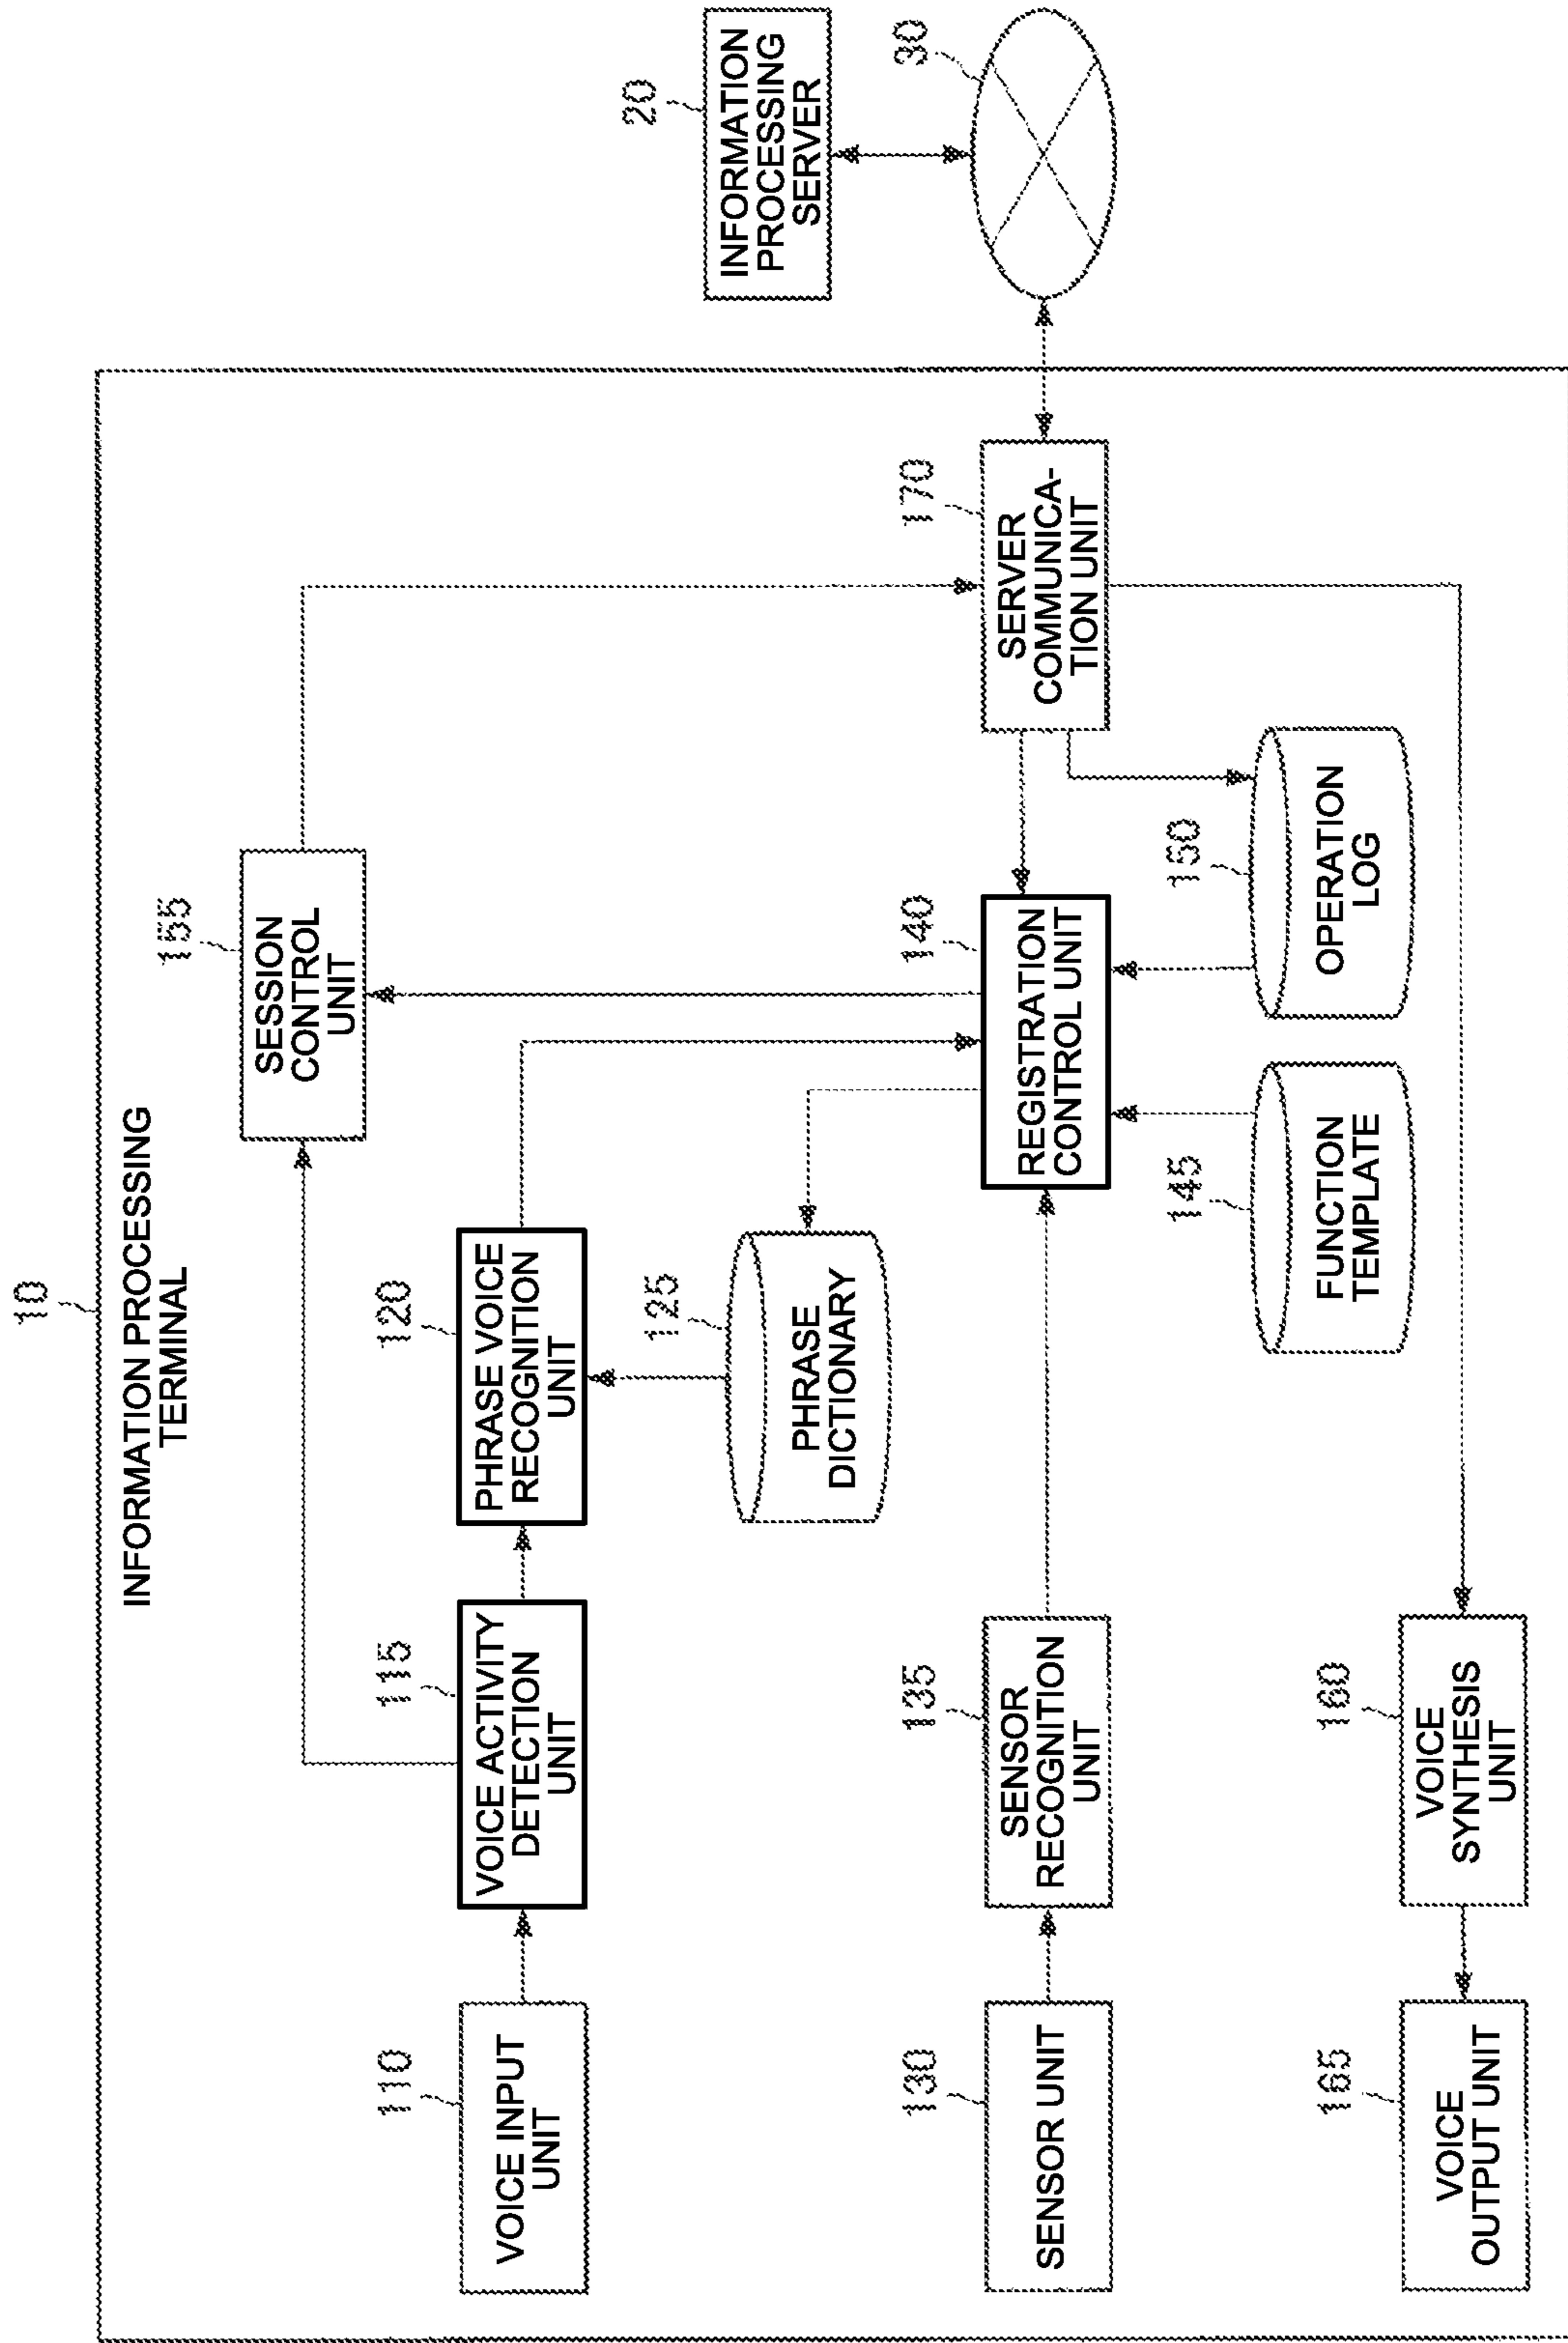 10
INFORMATION PROCESSING
TERMINAL
110
VOICE INPUT
UNIT
115
VOICE ACTIVITY
DETECTION
UNIT
120
PHRASE VOICE
RECOGNITION
UNIT
125
PHRASE
DICTIONARY
155
SESSION
CONTROL
UNIT
130
SENSOR UNIT
135
SENSOR
RECOGNITION
UNIT
140
REGISTRATION
CONTROL UNIT
145
FUNCTION
TEMPLATE
150
OPERATION
LOG
170
SERVER
COMMUNICA-
TION UNIT
165
VOICE
OUTPUT UNIT
160
VOICE
SYNTHESIS
UNIT
20
INFORMATION
PROCESSING
SERVER
30